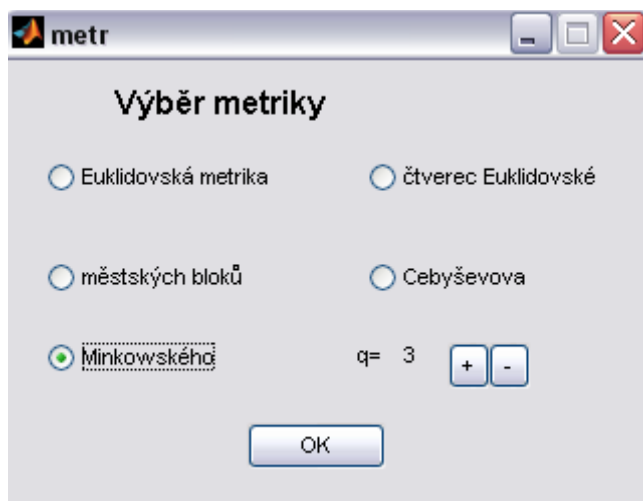 metr
Výběr metriky
Euklidovská metrika
čtverec Euklidovské
městských bloků
Cebyševova
Minkowského
q= 3 + -
OK